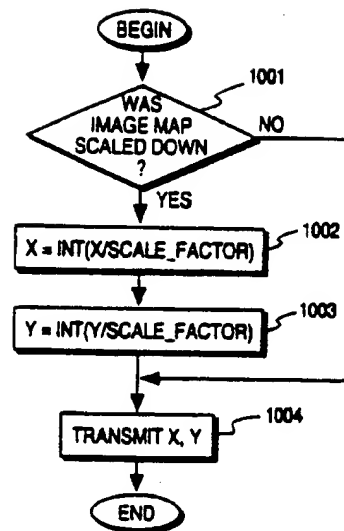 BEGIN
1001
WAS
IMAGE MAP
SCALED DOWN
?
NO
YES
X = INT(X/SCALE_FACTOR)
1002
Y = INT(Y/SCALE_FACTOR)
1003
TRANSMIT X, Y
1004
END